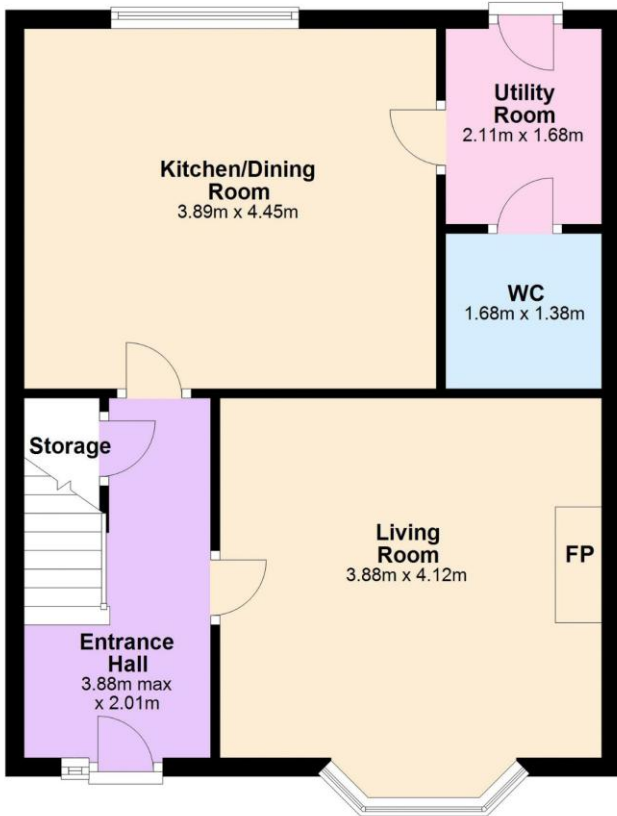 Utility
Room
2.11m x 1.68m
Kitchen/Dining
Room
3.89m x 4.45m
WC
1.68m x 1.38m
Storage
Living
Room
3.88m x 4.12m
FP
Entrance
Hall
3.88m max
x 2.01m